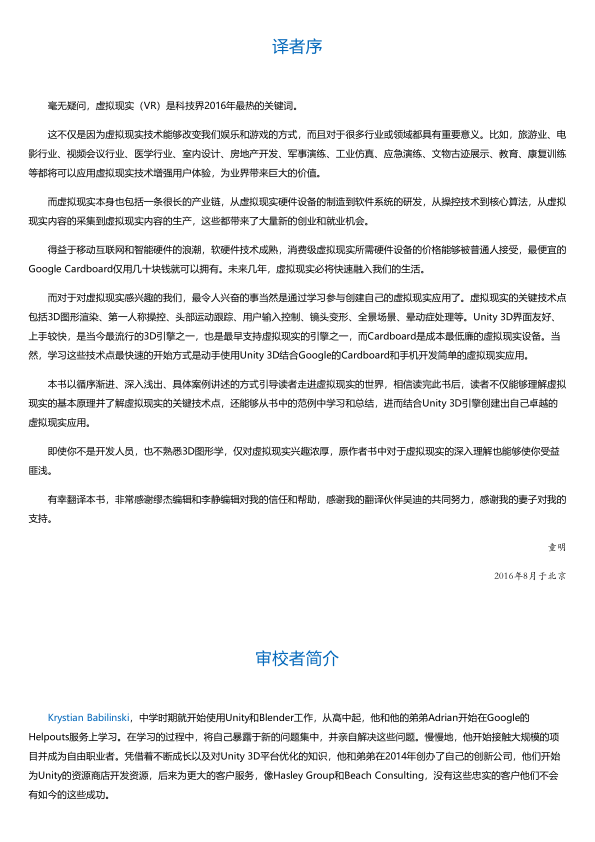 译者序
毫无疑问，虚拟现实（VR）是科技界2016年最热的关键词。
这不仅是因为虚拟现实技术能够改变我们娱乐和游戏的方式，而且对于很多行业或领域都具有重要意义。比如，旅游业、电
影行业、视频会议行业、医学行业、室内设计、房地产开发、军事演练、工业仿真、应急演练、文物古迹展示、教育、康复训练
等都将可以应用虚拟现实技术增强用户体验，为业界带来巨大的价值。
而虚拟现实本身也包括一条很长的产业链，从虚拟现实硬件设备的制造到软件系统的研发，从操控技术到核心算法，从虚拟
现实内容的采集到虚拟现实内容的生产，这些都带来了大量新的创业和就业机会。
得益于移动互联网和智能硬件的浪潮，软硬件技术成熟，消费级虚拟现实所需硬件设备的价格能够被普通人接受，最便宜的
Google Cardboard仅用几十块钱就可以拥有。未来几年，虚拟现实必将快速融入我们的生活。
而对于对虚拟现实感兴趣的我们，最令人兴奋的事当然是通过学习参与创建自己的虚拟现实应用了。虚拟现实的关键技术点
包括3D图形渲染、第一人称操控、头部运动跟踪、用户输入控制、镜头变形、全景场景、晕动症处理等。Unity 3D界面友好、
上手较快，是当今最流行的3D引擎之一，也是最早支持虚拟现实的引擎之一，而Cardboard是成本最低廉的虚拟现实设备。当
然，学习这些技术点最快速的开始方式是动手使用Unity 3D结合Google的Cardboard和手机开发简单的虚拟现实应用。
本书以循序渐进、深入浅出、具体案例讲述的方式引导读者走进虚拟现实的世界，相信读完此书后，读者不仅能够理解虚拟
现实的基本原理并了解虚拟现实的关键技术点，还能够从书中的范例中学习和总结，进而结合Unity 3D引擎创建出自己卓越的
虚拟现实应用。
即使你不是开发人员，也不熟悉3D图形学，仅对虚拟现实兴趣浓厚，原作者书中对于虚拟现实的深入理解也能够使你受益
匪浅。
有幸翻译本书，非常感谢缪杰编辑和李静编辑对我的信任和帮助，感谢我的翻译伙伴吴迪的共同努力，感谢我的妻子对我的
支持。
童明
2016年8月于北京
审校者简介
Krystian Babilinski，中学时期就开始使用Unity和Blender工作，从高中起，他和他的弟弟Adrian开始在Google的
Helpouts服务上学习。在学习的过程中，将自己暴露于新的问题集中，并亲自解决这些问题。慢慢地，他开始接触大规模的项
目并成为自由职业者。凭借着不断成长以及对Unity 3D平台优化的知识，他和弟弟在2014年创办了自己的创新公司，他们开始
为Unity的资源商店开发资源，后来为更大的客户服务，像Hasley Group和Beach Consulting，没有这些忠实的客户他们不会
有如今的这些成功。